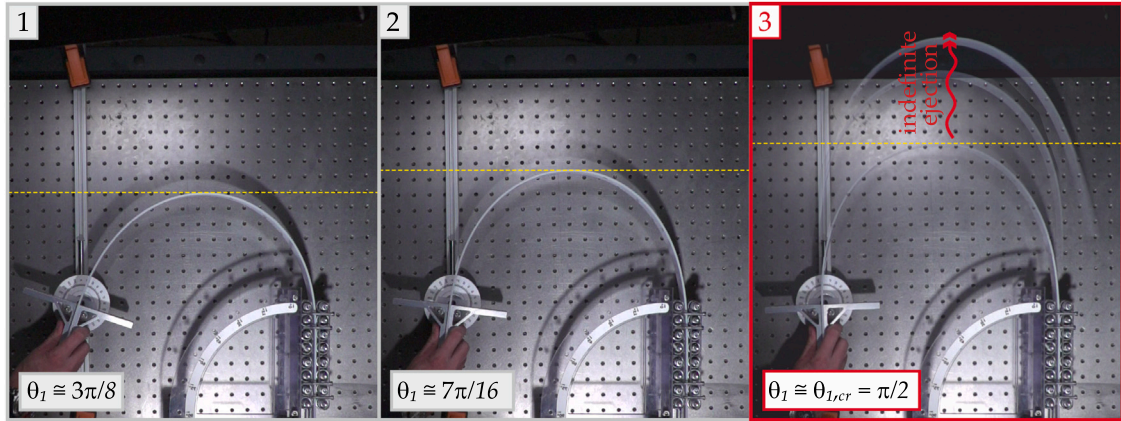 1
2
3
indefinite
ejection
θ₁ ≅ 3π/8
θ₁ ≅ 7π/16
θ₁ ≅ θ₁,cr = π/2